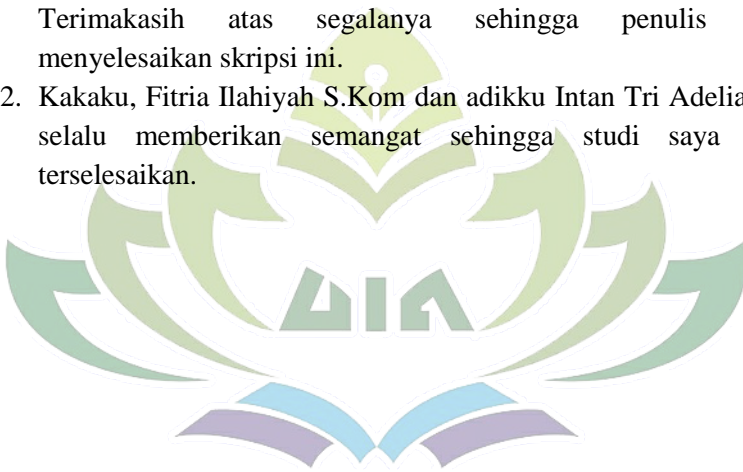 Terimakasih atas segalanya sehingga penulis
menyelesaikan skripsi ini.
2. Kakaku, Fitria Ilahiyah S.Kom dan adikku Intan Tri Adelia
selalu memberikan semangat sehingga studi saya
terselesaikan.
UIN